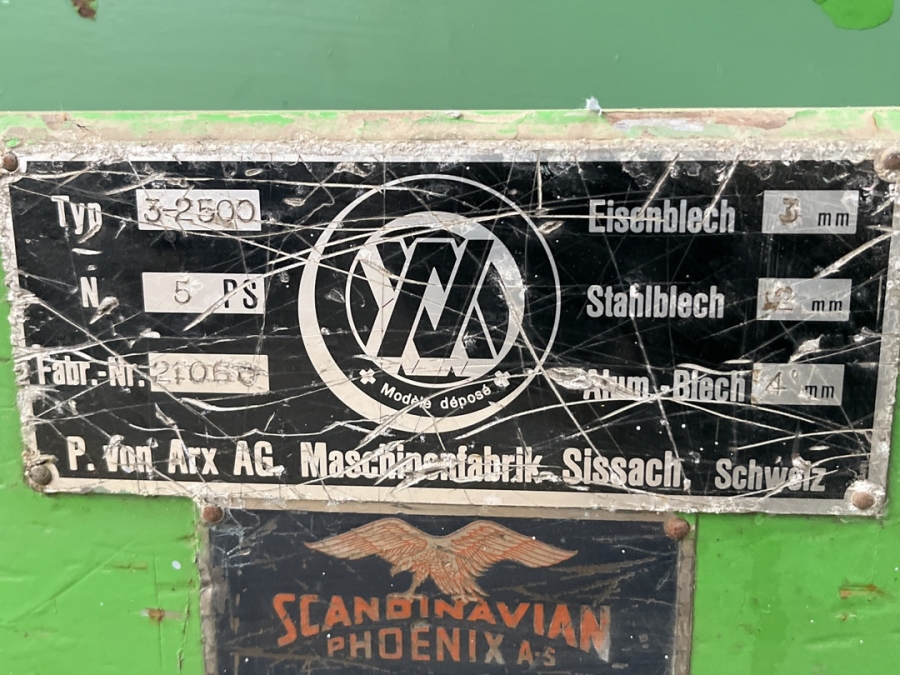 Typ 3-2500
N 5 PS
Fabr.-Nr. 21060
Modèle déposé
Eisenblech 3 mm
Stahlblech 2 mm
Alum.-Blech 4 mm
P. Von Arx AG. Maschinenfabrik Sissach, Schweiz
SCANDINAVIAN
PHOENIX A-S